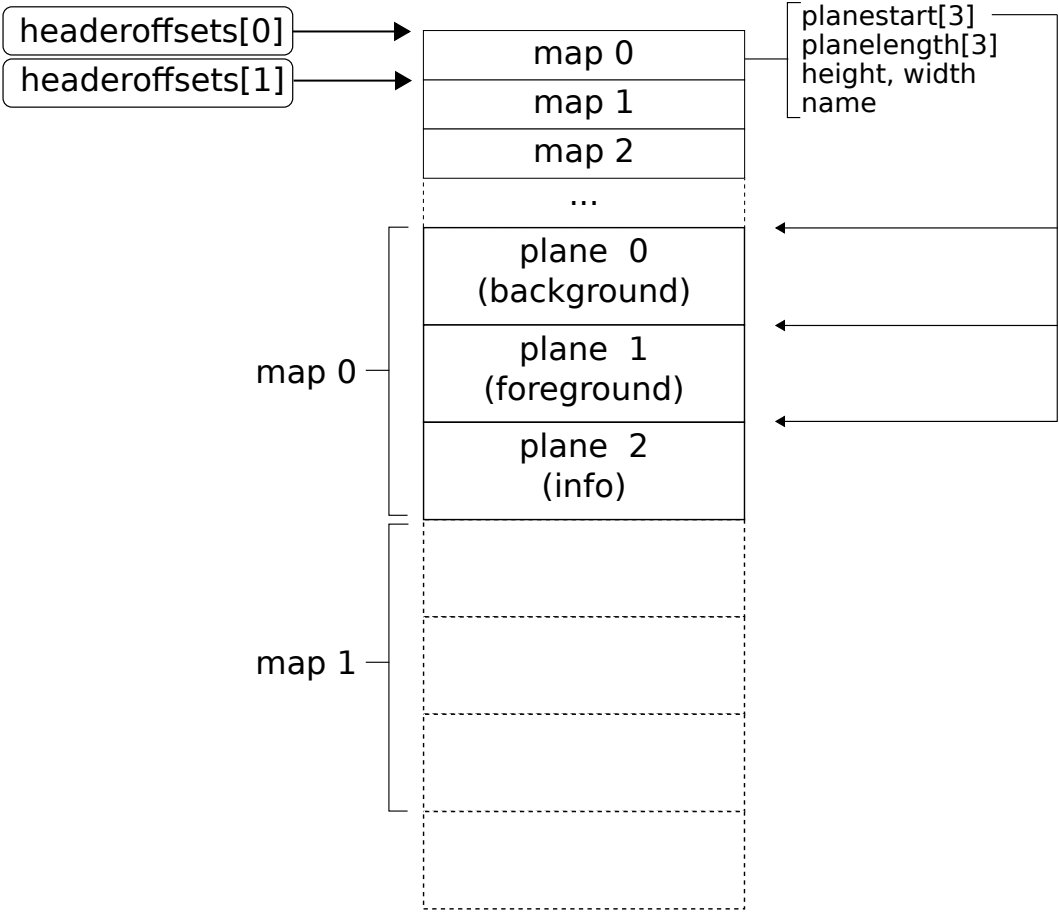 headeroffsets[0]
headeroffsets[1]
map 0
map 1
map 2
...
planestart[3]
planelength[3]
height, width
name
map 0
plane 0
(background)
plane 1
(foreground)
plane 2
(info)
map 1